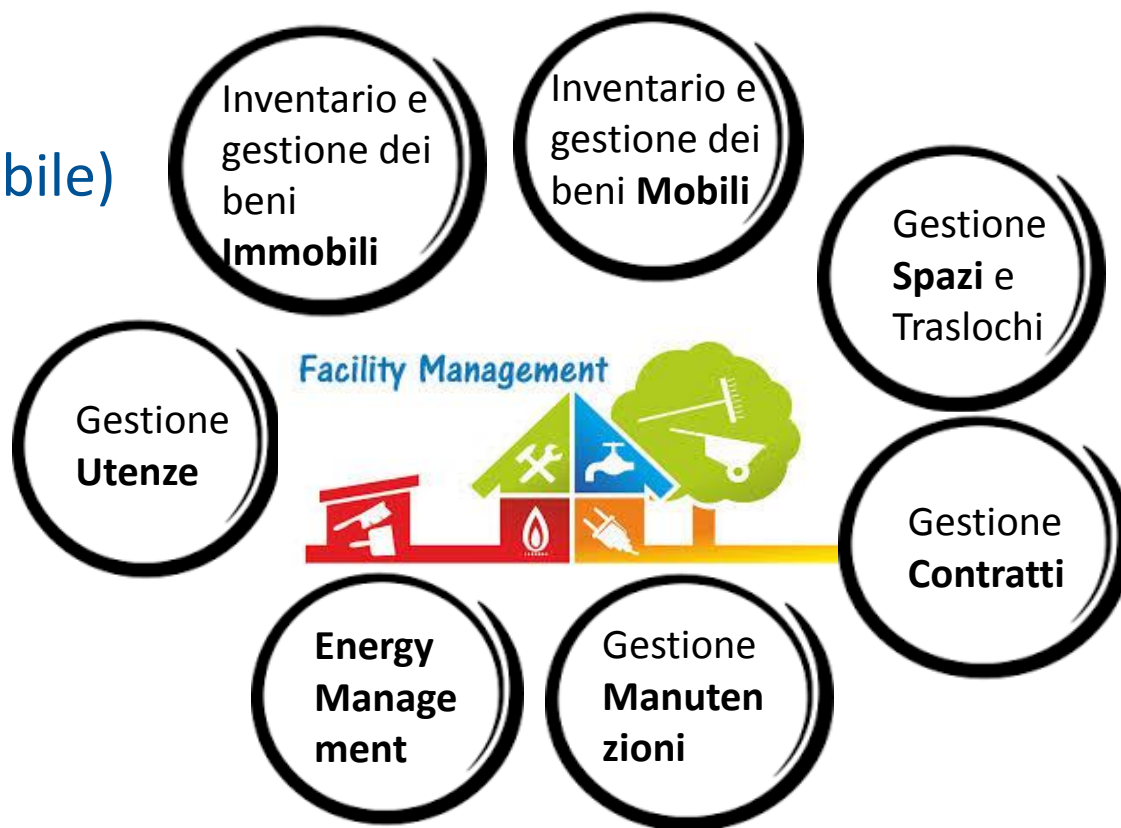 bile)
Inventario e
gestione dei
beni
Immobili
Inventario e
gestione dei
beni Mobili
Gestione
Spazi e
Traslochi
Facility Management
Gestione
Utenze
Gestione
Contratti
Energy
Manage
ment
Gestione
Manuten
zioni